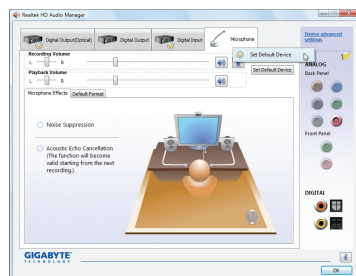 Realtek HD Audio Manager
Digital Output(Optical)
Digital Output
Digital Input
Microphone
Set Default Device
Device advanced
settings
Recording Volume
L
R
Set Default Device
Playback Volume
L
R
ANALOG
Back Panel
Microphone Effects
Default Format
Noise Suppression
Acoustic Echo Cancellation
(The function will become
valid starting from the next
recording.)
Front Panel
DIGITAL
GIGABYTE
TECHNOLOGY
i
OK